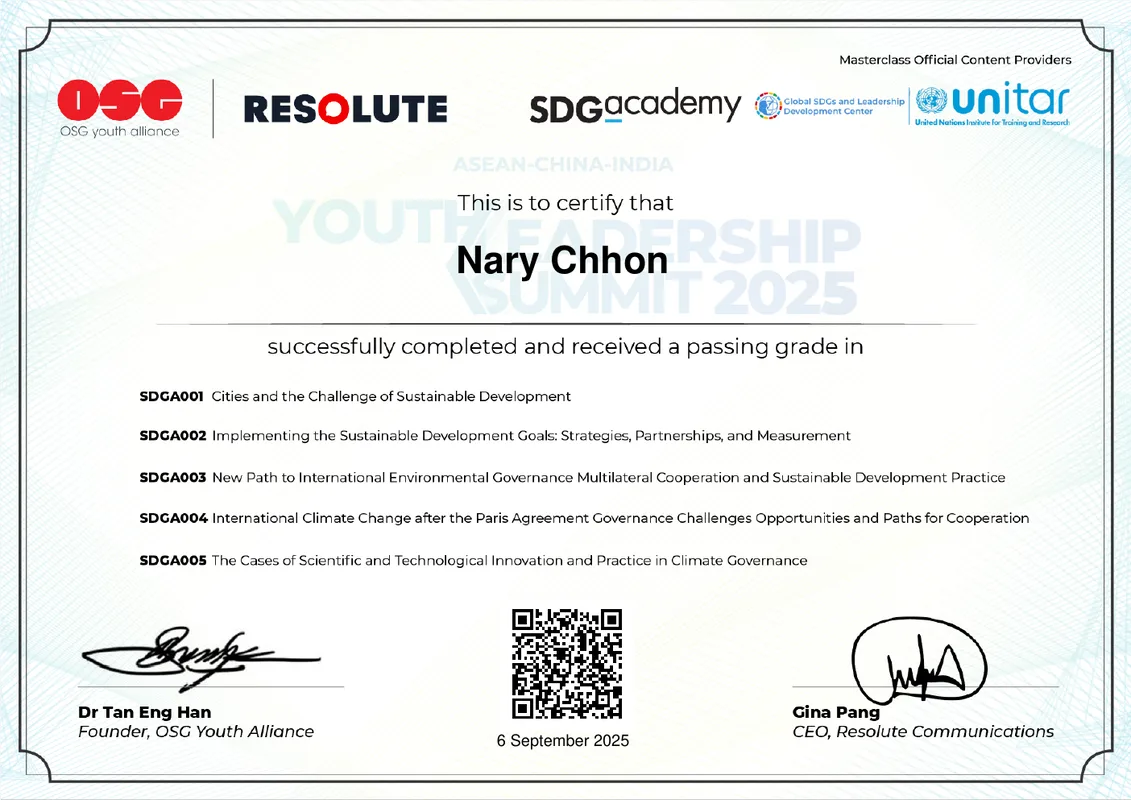 Masterclass Official Content Providers
OSG
OSG youth alliance
RESOLUTE
SDGacademy
Global SDGs and Leadership
Development Center
unitar
United Nations Institute for Training and Research
ASEAN-CHINA-INDIA
YOUTH LEADERSHIP
SUMMIT 2025
This is to certify that
Nary Chhon
successfully completed and received a passing grade in
SDGA001 Cities and the Challenge of Sustainable Development
SDGA002 Implementing the Sustainable Development Goals: Strategies, Partnerships, and Measurement
SDGA003 New Path to International Environmental Governance Multilateral Cooperation and Sustainable Development Practice
SDGA004 International Climate Change after the Paris Agreement Governance Challenges Opportunities and Paths for Cooperation
SDGA005 The Cases of Scientific and Technological Innovation and Practice in Climate Governance
Dr Tan Eng Han
Founder, OSG Youth Alliance
6 September 2025
Gina Pang
CEO, Resolute Communications